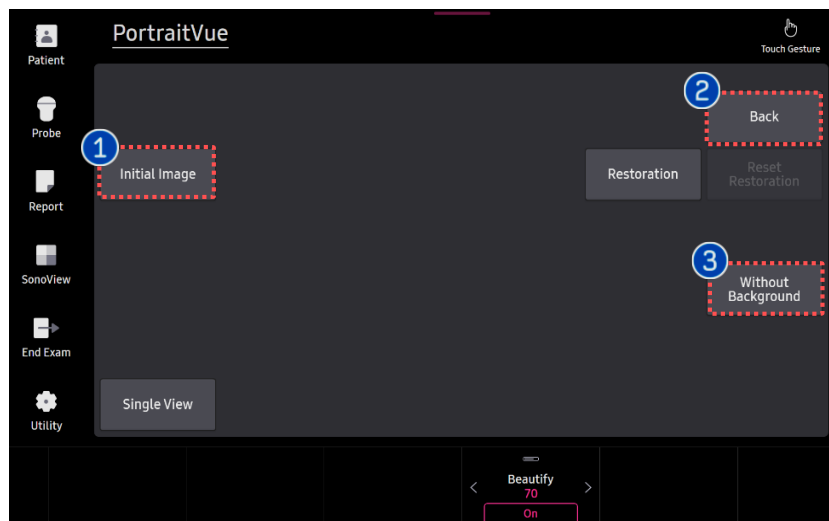 PortraitVue
Touch Gesture
Patient
Probe
Report
SonoView
End Exam
Utility
1
Initial Image
2
Back
Restoration
Reset
Restoration
3
Without
Background
Single View
< Beautify >
70
On